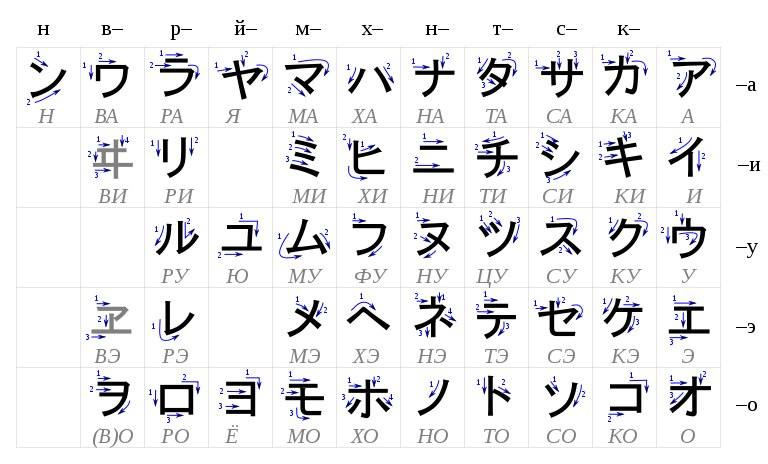 н в– р– й– м– х– н– т– с– к–
ン ワ ラ ヤ マ ハ ナ タ サ カ ア –а
Н ВА РА Я МА ХА НА ТА СА КА А
ヰ リ ミ ヒ ニ チ シ キ イ –и
ВИ РИ МИ ХИ НИ ТИ СИ КИ И
ル ユ ム フ ヌ ツ ス ク ウ –у
РУ Ю МУ ФУ НУ ЦУ СУ КУ У
ヱ レ メ ヘ ネ テ セ ケ エ –э
ВЭ РЭ МЭ ХЭ НЭ ТЭ СЭ КЭ Э
ヲ ロ ヨ モ ホ ノ ト ソ コ オ –о
(В)О РО Ё МО ХО НО ТО СО КО О